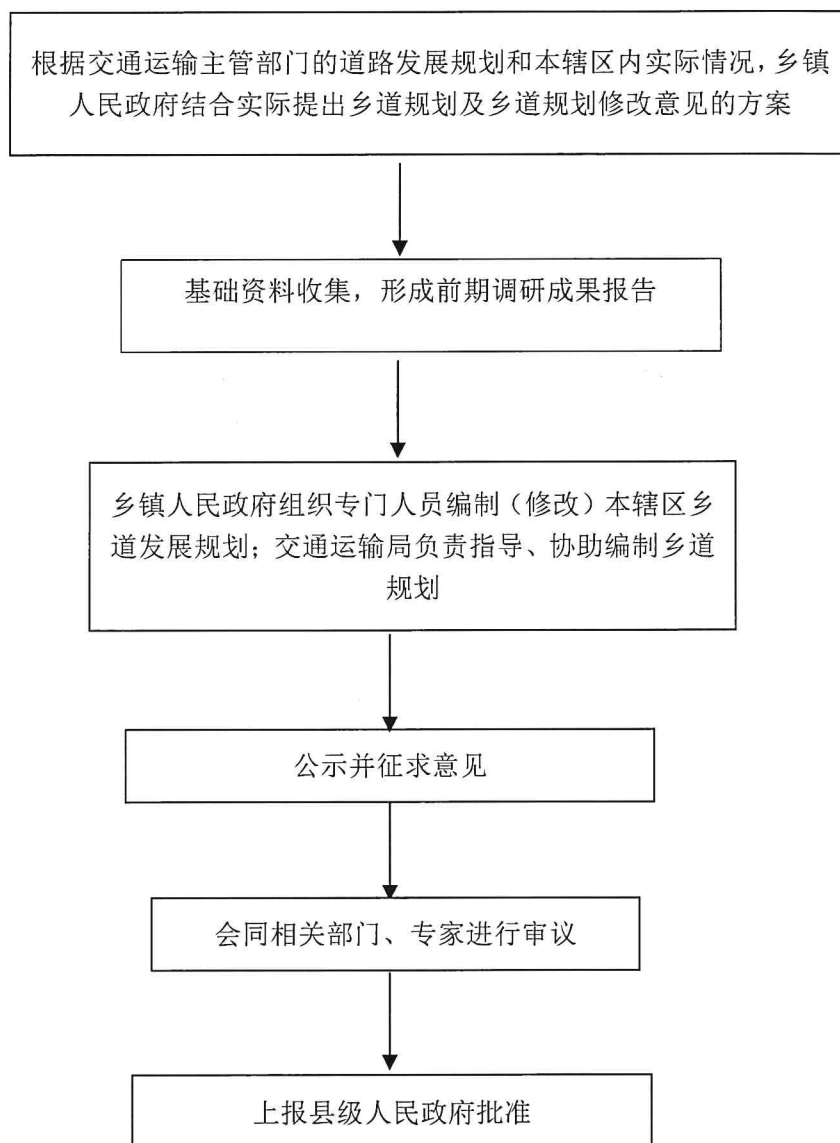 根据交通运输主管部门的道路发展规划和本辖区内实际情况，乡镇
人民政府结合实际提出乡道规划及乡道规划修改意见的方案
基础资料收集，形成前期调研成果报告
乡镇人民政府组织专门人员编制（修改）本辖区乡
道发展规划；交通运输局负责指导、协助编制乡道
规划
公示并征求意见
会同相关部门、专家进行审议
上报县级人民政府批准